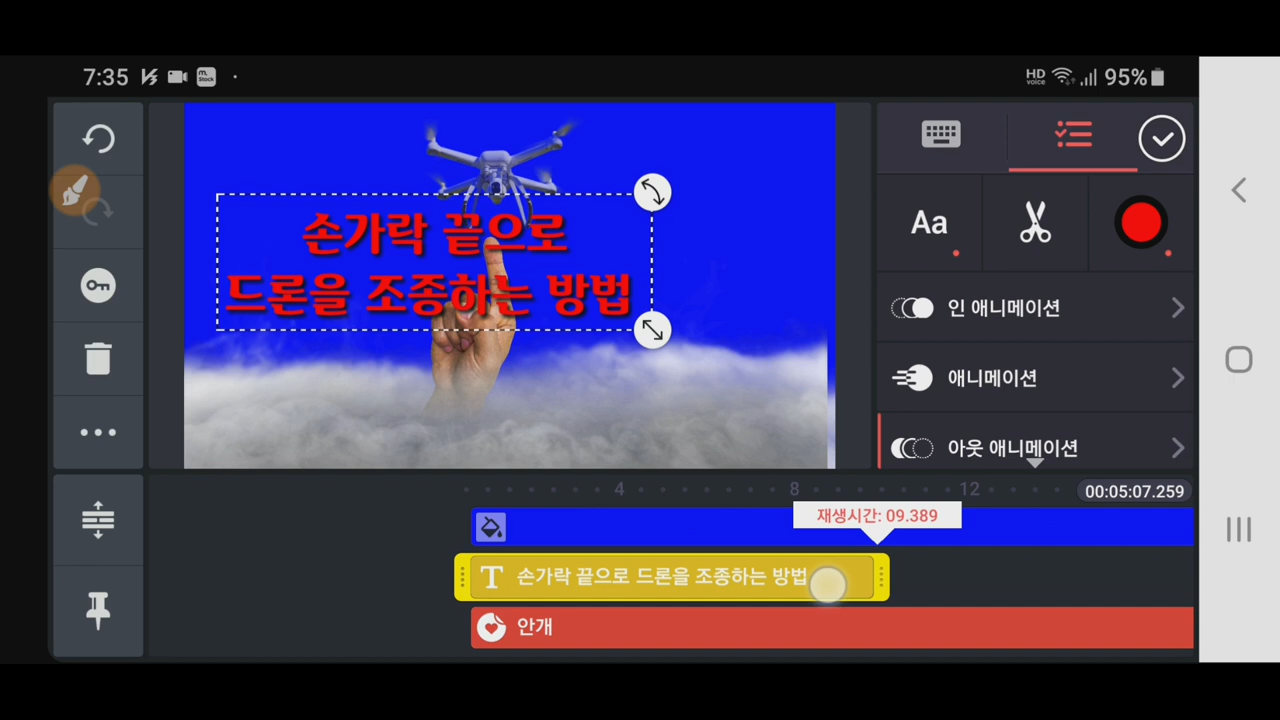 7:35
m.Stock
HD voice
95%
손가락 끝으로
드론을 조종하는 방법
Aa
인 애니메이션
애니메이션
아웃 애니메이션
4
8
12
00:05:07.259
재생시간: 09.389
T 손가락 끝으로 드론을 조종하는 방법
안개